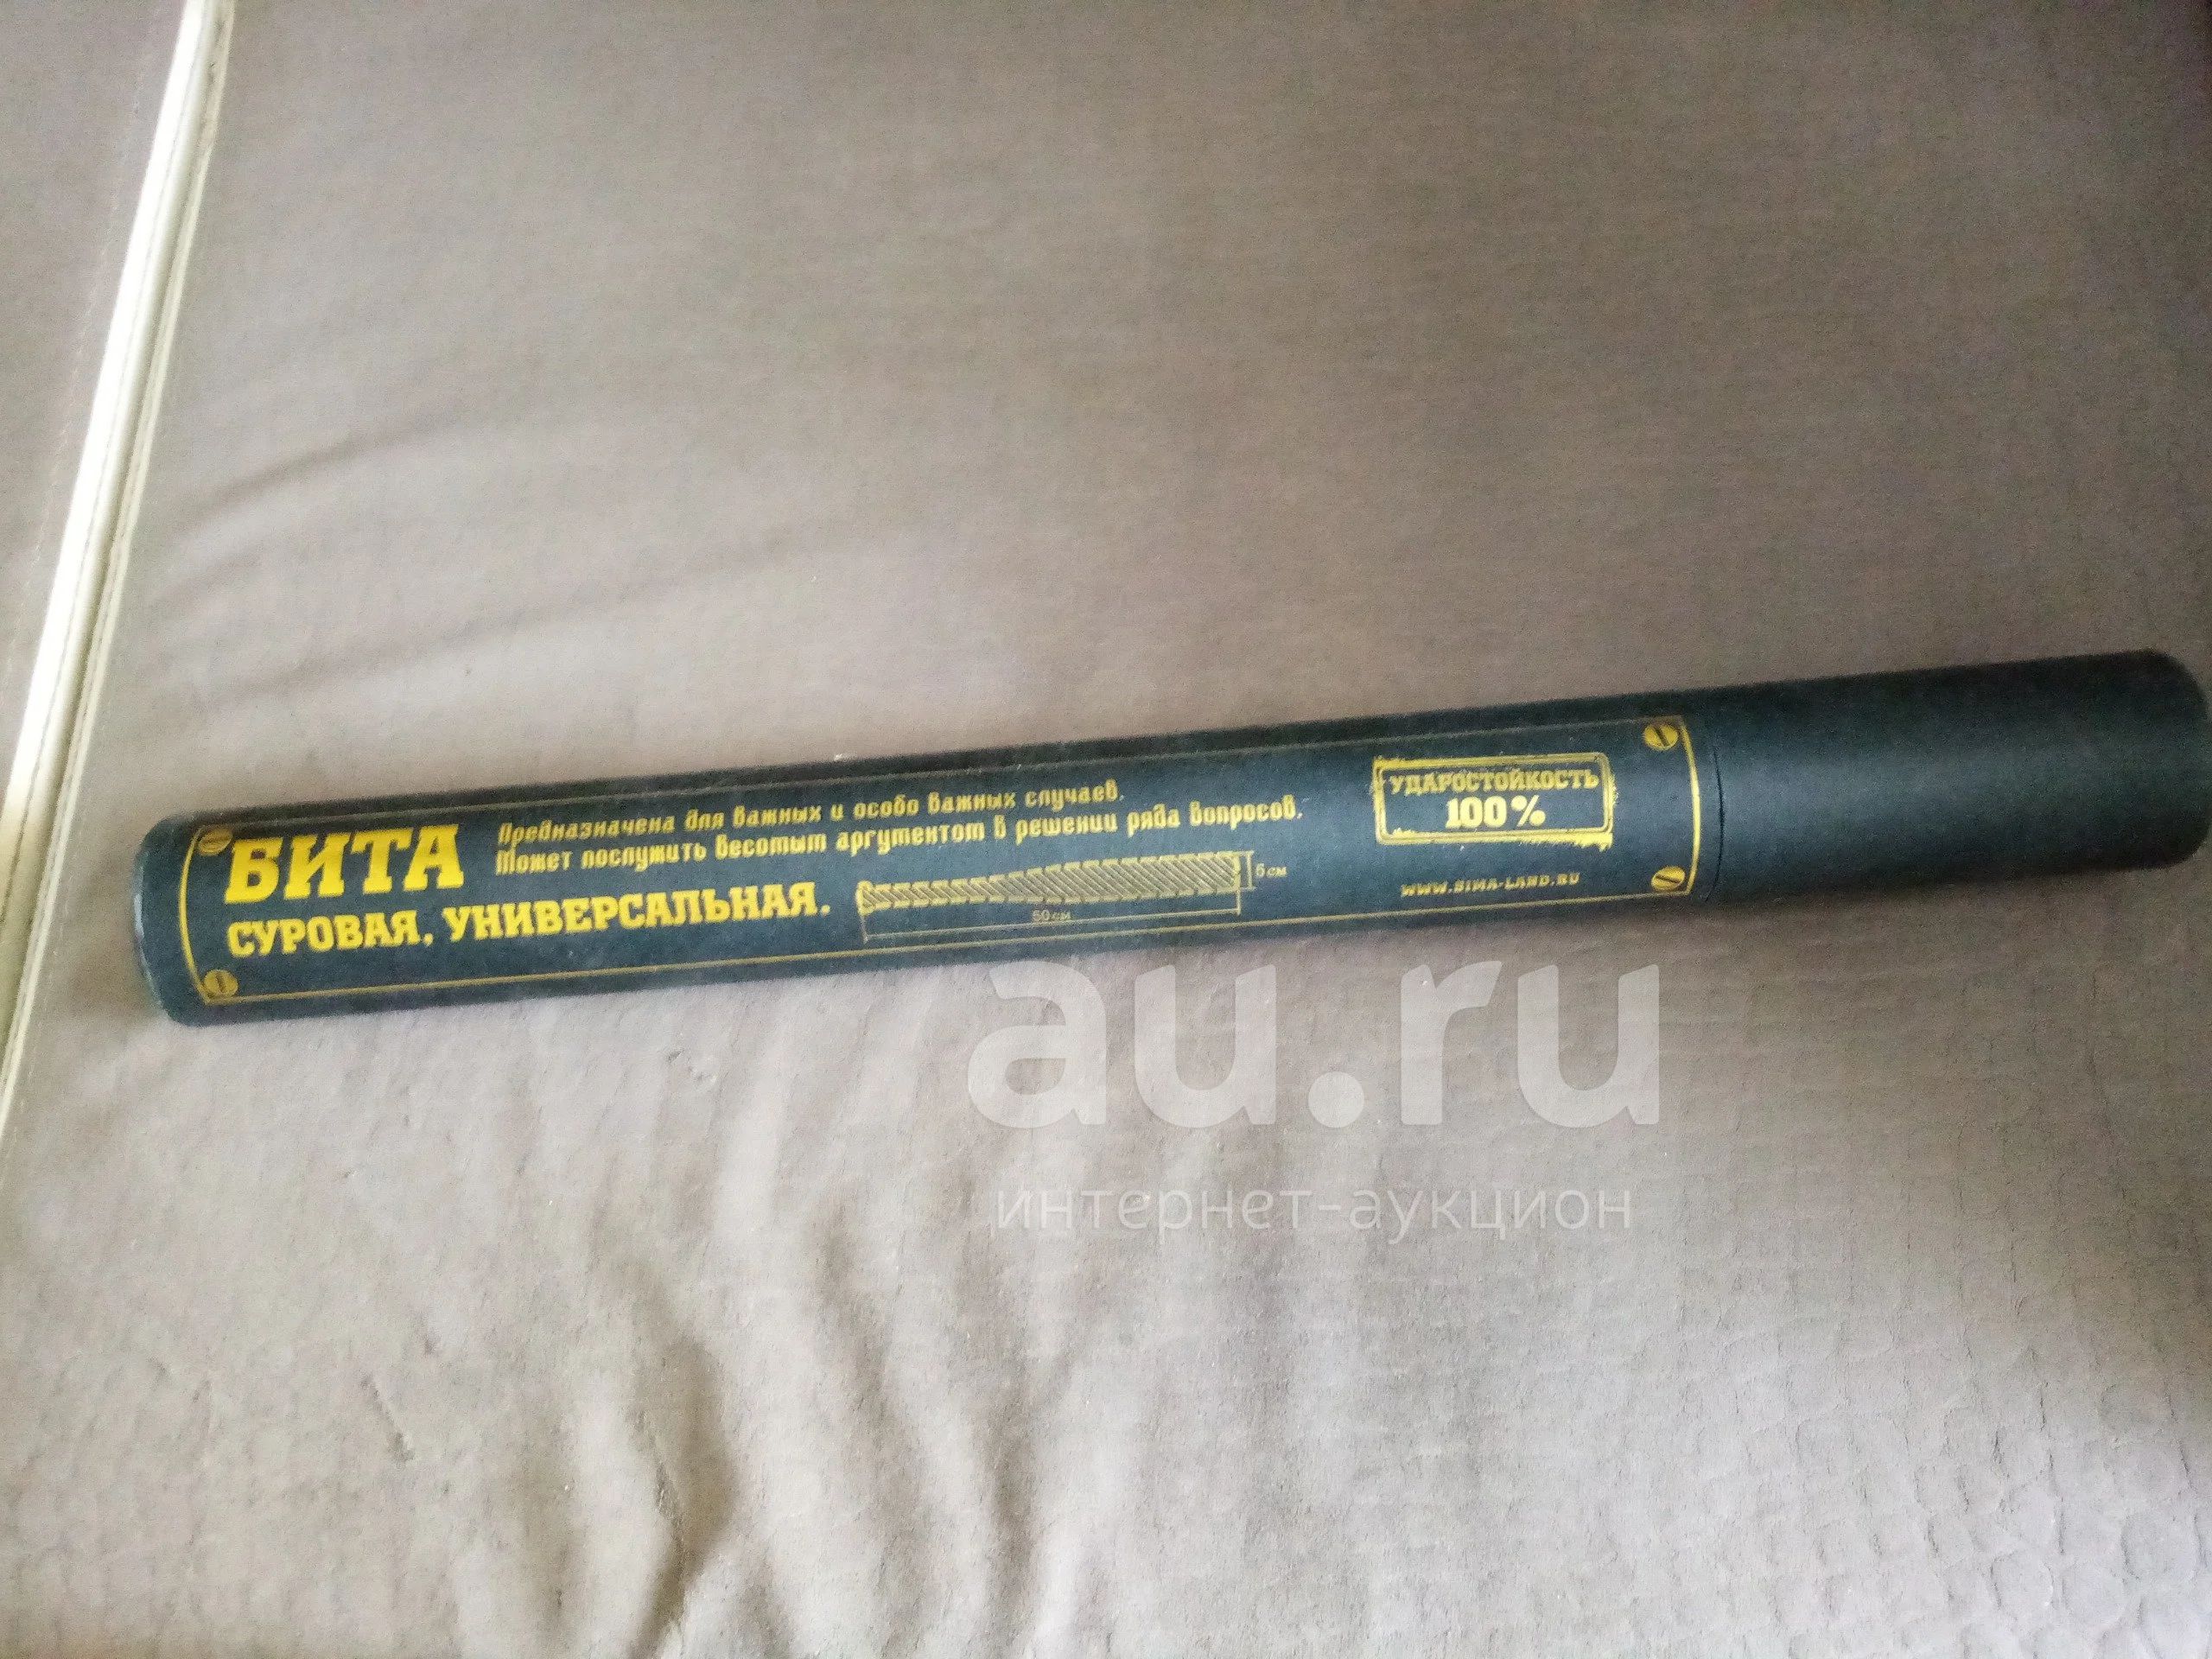 БИТА
СУРОВАЯ, УНИВЕРСАЛЬНАЯ.
Предназначена для важных и особо важных случаев.
Может послужить весомым аргументом в решении ряда вопросов.
50 см
5 см
УДАРОСТОЙКОСТЬ
100%
WWW.SIMA-LAND.RU
au.ru
интернет-аукцион